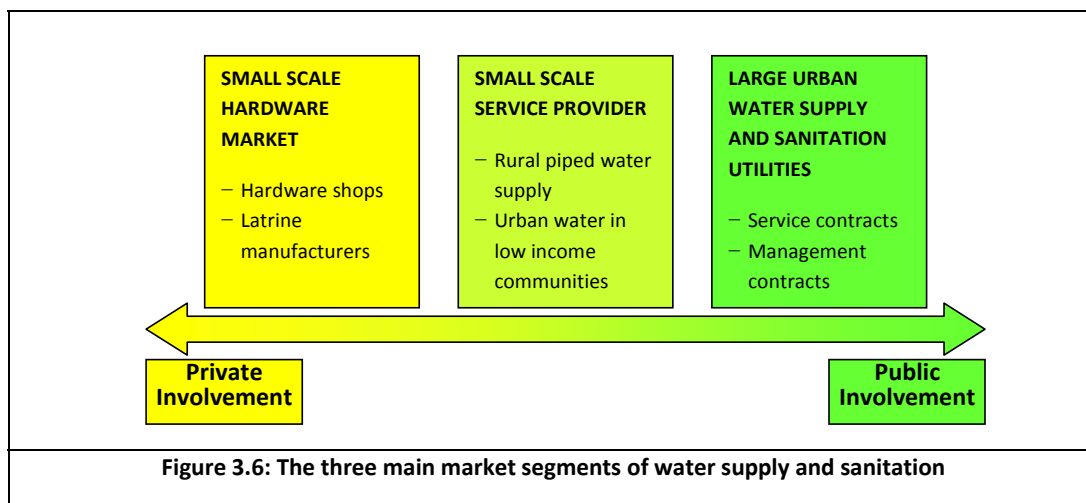 SMALL SCALE
HARDWARE
MARKET
– Hardware shops
– Latrine
manufacturers
SMALL SCALE
SERVICE PROVIDER
– Rural piped water
supply
– Urban water in
low income
communities
LARGE URBAN
WATER SUPPLY
AND SANITATION
UTILITIES
– Service contracts
– Management
contracts
Private
Involvement
Public
Involvement
Figure 3.6: The three main market segments of water supply and sanitation